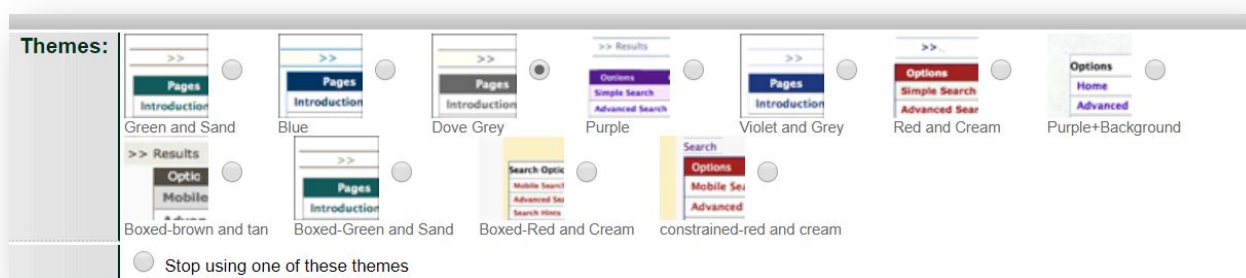 Themes:
>>
Pages
Introduction
Green and Sand
>>
Pages
Introduction
Blue
>>
Pages
Introduction
Dove Grey
>> Results
Options
Simple Search
Advanced Search
Purple
>>
Pages
Introduction
Violet and Grey
>>
Options
Simple Search
Advanced Sear
Red and Cream
Options
Home
Advanced
Purple+Background
>> Results
Optio
Mobile
Boxed-brown and tan
>>
Pages
Introduction
Boxed-Green and Sand
Search Optio
Mobile Search
Advanced Sea
Search Hints
Boxed-Red and Cream
Search
Options
Mobile Sea
Advanced
constrained-red and cream
Stop using one of these themes